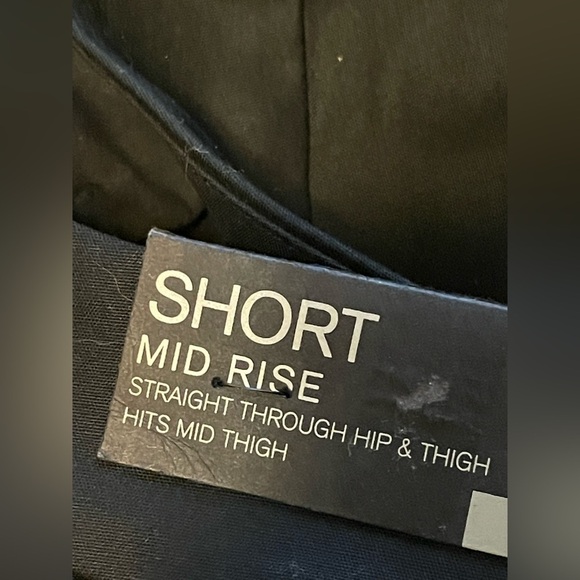 SHORT
MID RISE
STRAIGHT THROUGH HIP & THIGH
HITS MID THIGH